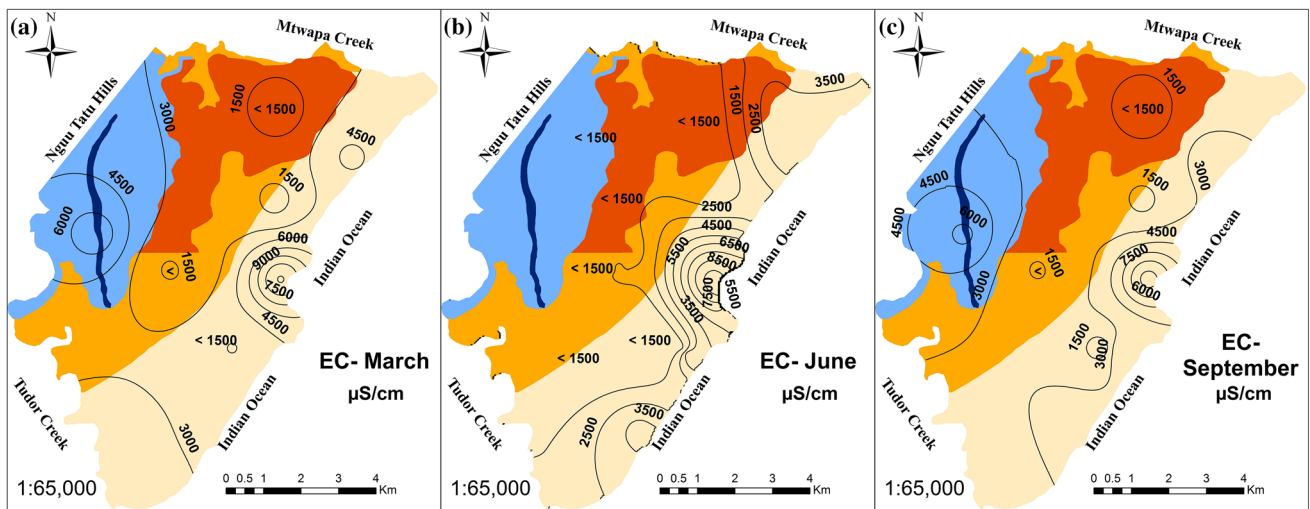 (a)
N
Mtwapa Creek
Nguu Tatu Hills
3000
1500
< 1500
4500
4500
1500
6000
6000
9000
7500
1500
<
4500
< 1500
Indian Ocean
EC- March
µS/cm
Tudor Creek
3000
Indian Ocean
1:65,000
0 0.5 1 2 3 4
Km
(b)
N
Mtwapa Creek
3500
Nguu Tatu Hills
< 1500
< 1500
1500
2500
< 1500
2500
4500
6500
5500
8500
< 1500
7500
5500
3500
Indian Ocean
< 1500
< 1500
EC- June
µS/cm
Tudor Creek
3500
2500
Indian Ocean
1:65,000
0 0.5 1 2 3 4
Km
(c)
N
Mtwapa Creek
Nguu Tatu Hills
1500
< 1500
4500
3000
1500
4500
6000
4500
7500
<
6000
3000
Indian Ocean
1500
3000
EC-
September
µS/cm
Tudor Creek
Indian Ocean
1:65,000
0 0.5 1 2 3 4
Km